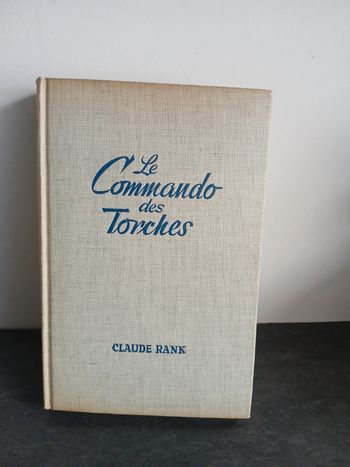 Le
Commando
des
Torches
CLAUDE RANK